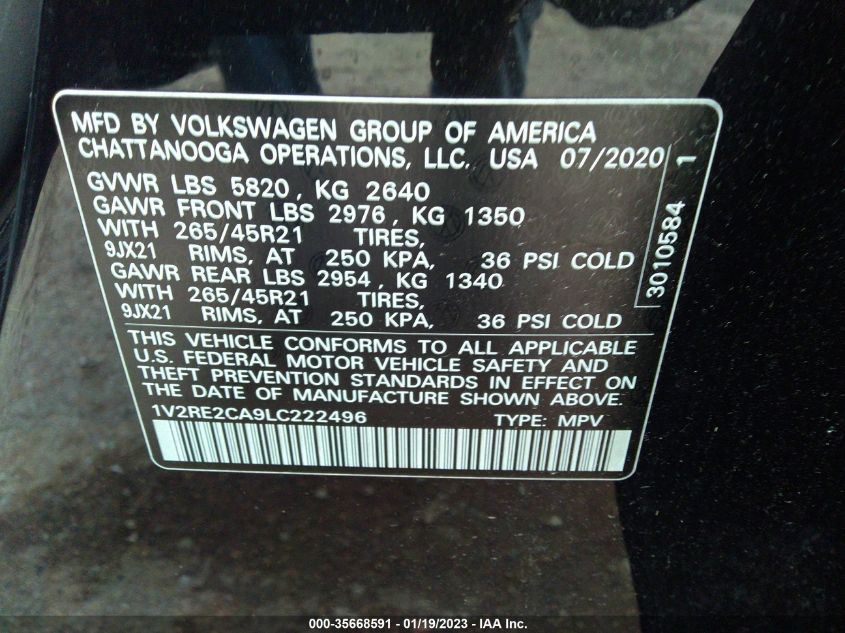 MFD BY VOLKSWAGEN GROUP OF AMERICA
CHATTANOOGA OPERATIONS, LLC. USA 07/2020
GVWR LBS 5820, KG 2640
GAWR FRONT LBS 2976, KG 1350
WITH 265/45R21 TIRES,
9JX21 RIMS, AT 250 KPA, 36 PSI COLD
GAWR REAR LBS 2954, KG 1340
WITH 265/45R21 TIRES,
9JX21 RIMS, AT 250 KPA, 36 PSI COLD
3010584 1
THIS VEHICLE CONFORMS TO ALL APPLICABLE
U.S. FEDERAL MOTOR VEHICLE SAFETY AND
THEFT PREVENTION STANDARDS IN EFFECT ON
THE DATE OF MANUFACTURE SHOWN ABOVE.
1V2RE2CA9LC222496 TYPE: MPV
000-35668591 - 01/19/2023 - IAA Inc.